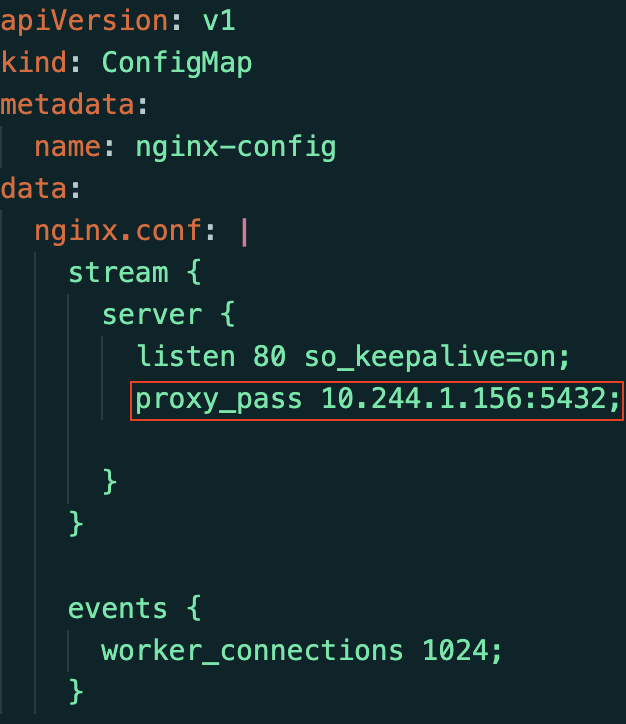 apiVersion: v1
kind: ConfigMap
metadata:
  name: nginx-config
data:
  nginx.conf: |
    stream {
      server {
        listen 80 so_keepalive=on;
        proxy_pass 10.244.1.156:5432;
      }
    }
    events {
      worker_connections 1024;
    }